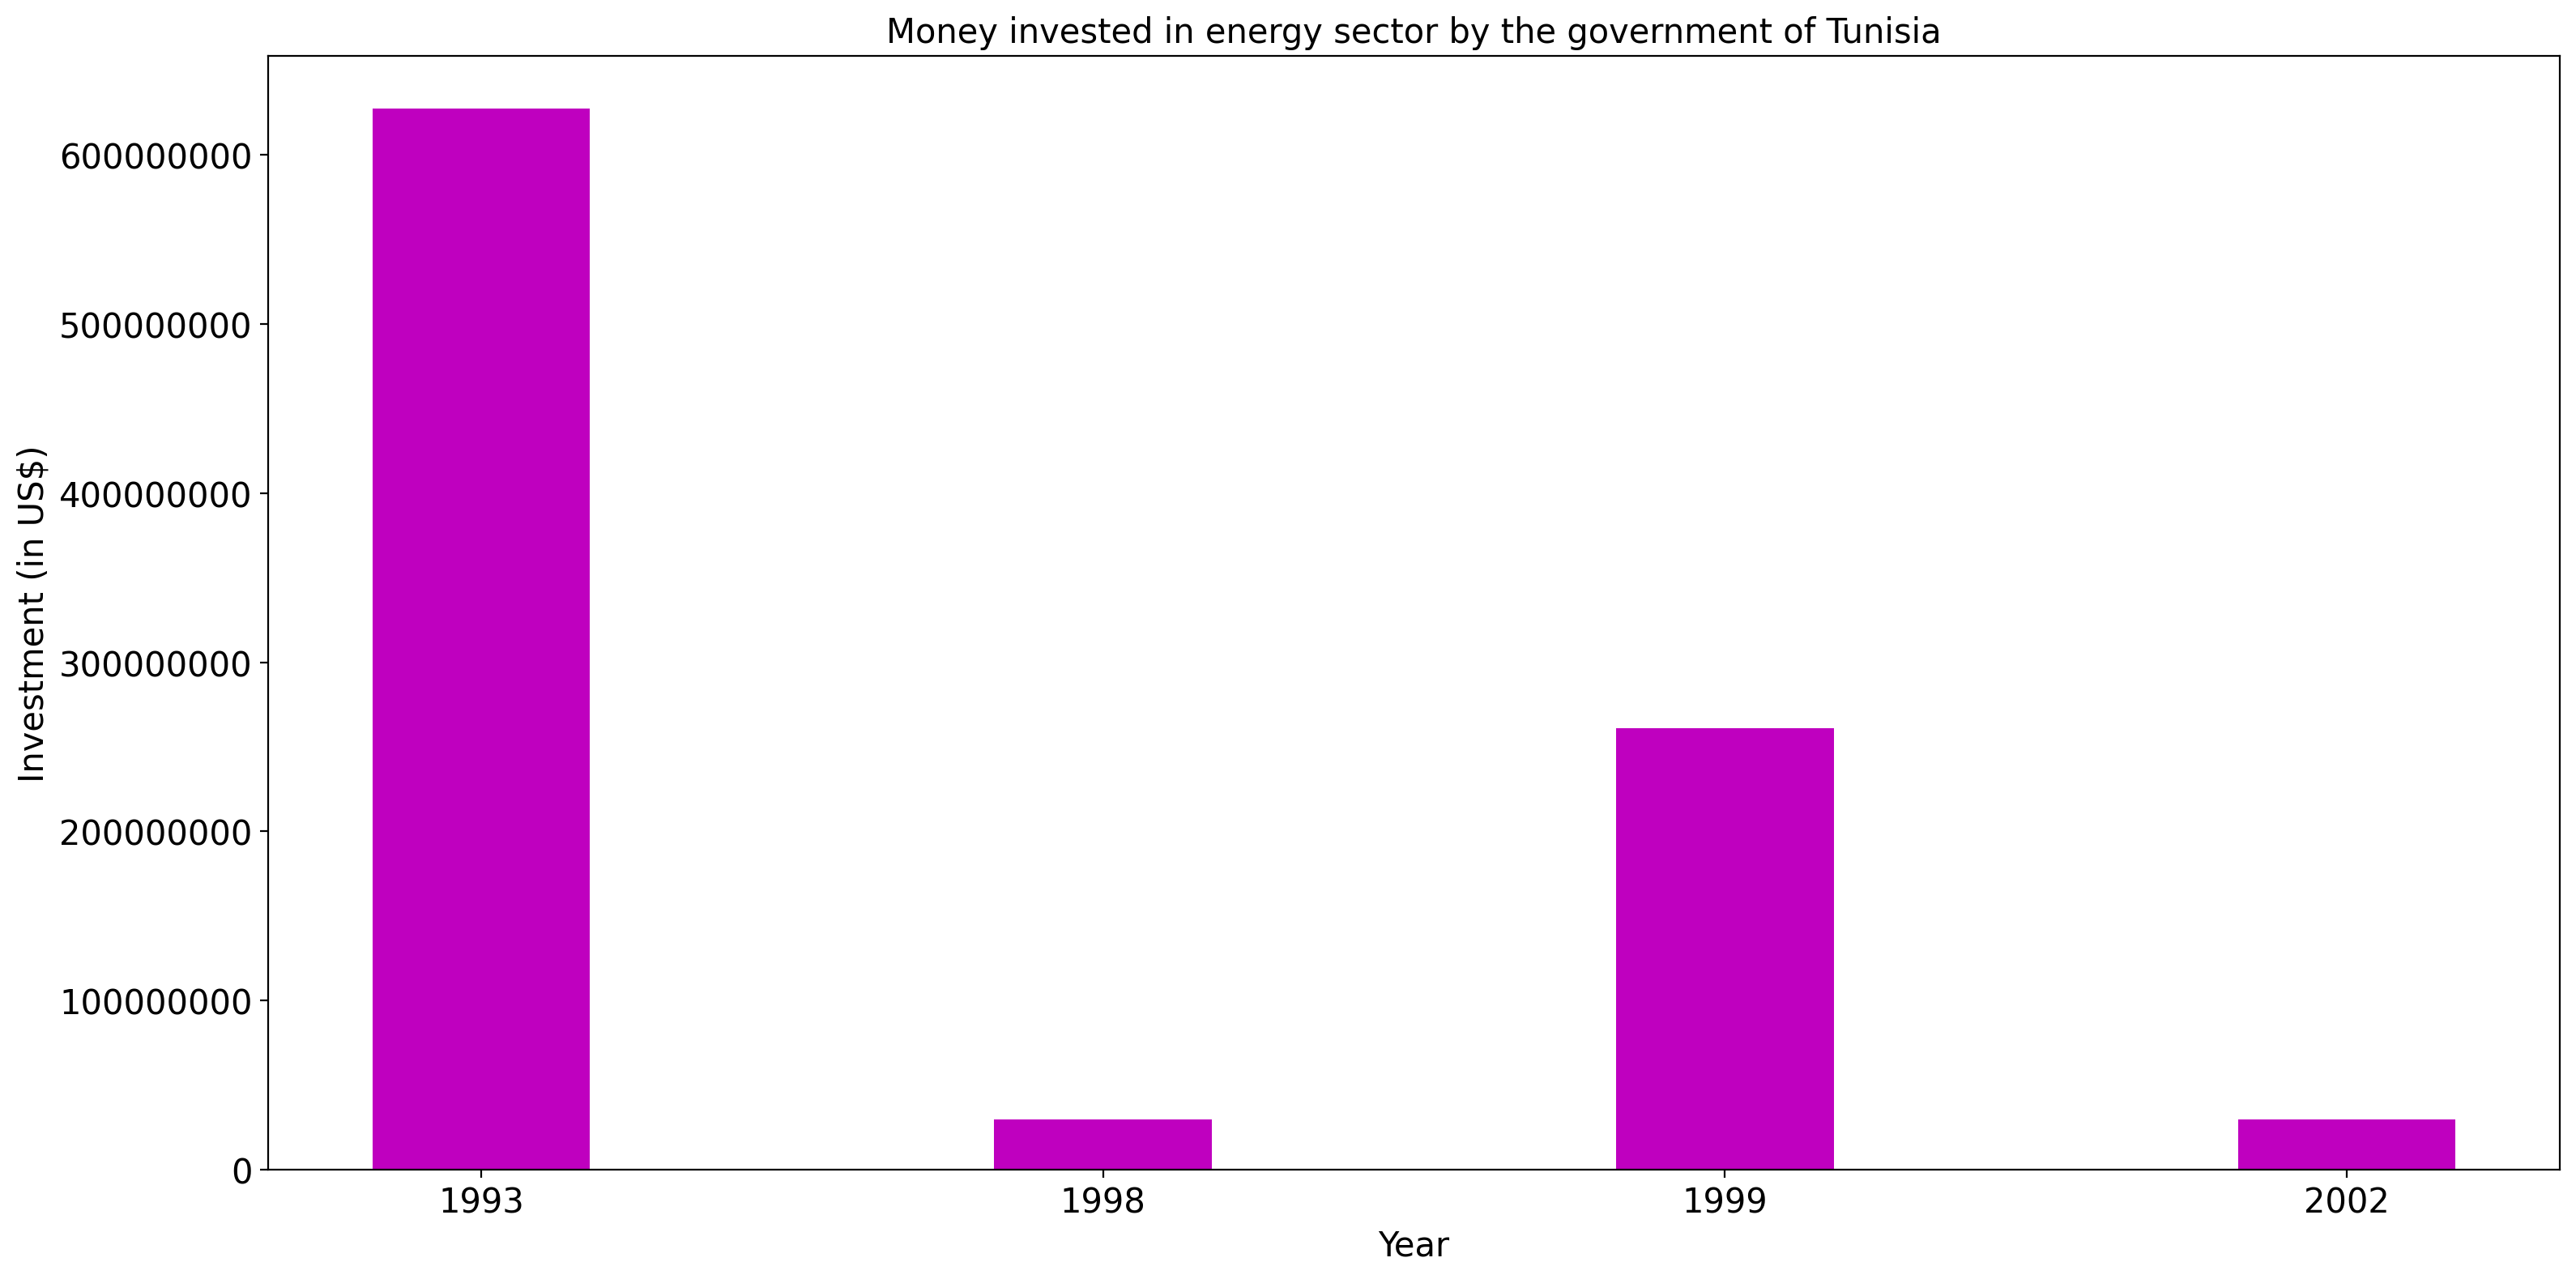 Money invested in energy sector by the government of Tunisia
Investment (in US$)
600000000
500000000
400000000
300000000
200000000
100000000
0
1993 1998 1999 2002
Year